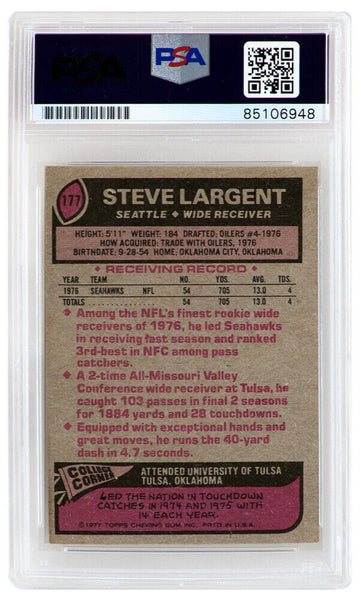 PSA
PSA
PSA
85106948
177
STEVE LARGENT
SEATTLE ◆ WIDE RECEIVER
HEIGHT: 5'11" WEIGHT: 184 DRAFTED: OILERS #4-1976
HOW ACQUIRED: TRADE WITH OILERS, 1976
BIRTHDATE: 9-28-54 HOME: OKLAHOMA CITY, OKLAHOMA
◆ RECEIVING RECORD ◆
YEAR TEAM NO. YDS. AVG. TDS.
1976 SEAHAWKS NFL 54 705 13.0 4
TOTALS 54 705 13.0 4
◆ Among the NFL's finest rookie wide
receivers of 1976, he led Seahawks
in receiving last season and ranked
3rd-best in NFC among pass
catchers.
◆ A 2-time All-Missouri Valley
Conference wide receiver at Tulsa, he
caught 103 passes in final 2 seasons
for 1884 yards and 28 touchdowns.
◆ Equipped with exceptional hands and
great moves, he runs the 40-yard
dash in 4.7 seconds.
COLLEGE CORNER
ATTENDED UNIVERSITY OF TULSA
TULSA, OKLAHOMA
LED THE NATION IN TOUCHDOWN
CATCHES IN 1974 AND 1975 WITH
14 EACH YEAR.
©1977 TOPPS CHEWING GUM, INC. PRTD. IN U.S.A.